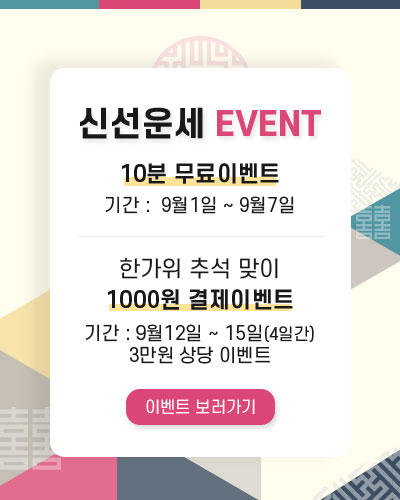 신선운세 EVENT
10분 무료이벤트
기간 : 9월1일 ~ 9월7일
한가위 추석 맞이
1000원 결제이벤트
기간 : 9월12일 ~ 15일(4일간)
3만원 상당 이벤트
이벤트 보러가기